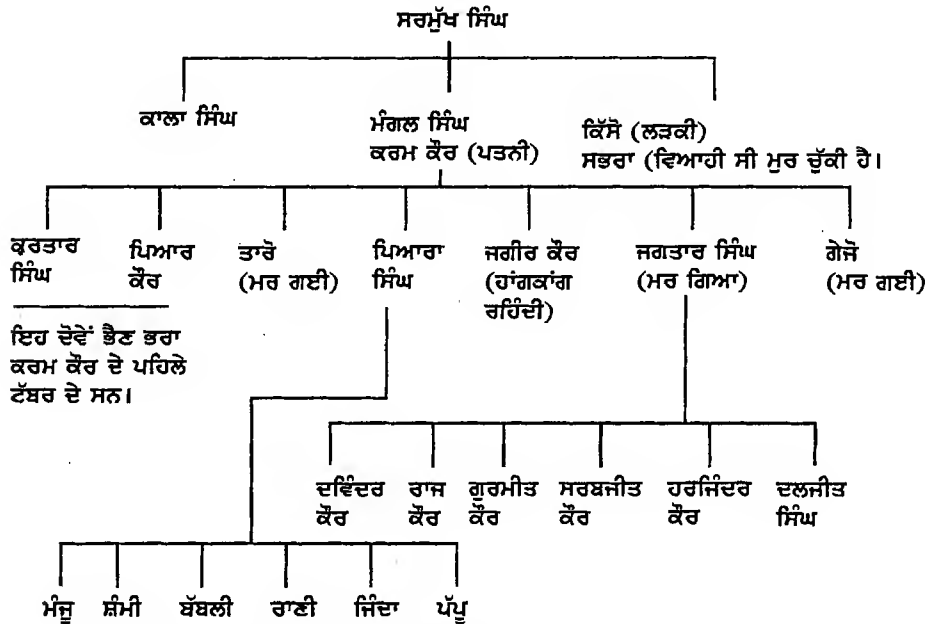 ਸਰਮੁੱਖ ਸਿੰਘ
ਕਾਲਾ ਸਿੰਘ
ਮੰਗਲ ਸਿੰਘ
ਕਰਮ ਕੌਰ (ਪਤਨੀ)
ਕਿੱਸੋ (ਲੜਕੀ)
ਸਭਰਾ (ਵਿਆਹੀ ਸੀ ਮੁਰ ਚੁੱਕੀ ਹੈ।
ਕੁਰਤਾਰ
ਸਿੰਘ
ਪਿਆਰ
ਕੌਰ
ਤਾਰੋ
(ਮਰ ਗਈ)
ਪਿਆਰਾ
ਸਿੰਘ
ਜਗੀਰ ਕੌਰ
(ਹਾਂਗਕਾਂਗ
ਰਹਿੰਦੀ)
ਜਗਤਾਰ ਸਿੰਘ
(ਮਰ ਗਿਆ)
ਗੇਜੋ
(ਮਰ ਗਈ)
ਇਹ ਦੋਵੇਂ ਭੈਣ ਭਰਾ
ਕਰਮ ਕੌਰ ਦੇ ਪਹਿਲੇ
ਟੱਬਰ ਦੇ ਸਨ।
ਦਵਿੰਦਰ
ਕੌਰ
ਰਾਜ
ਕੌਰ
ਗੁਰਮੀਤ
ਕੌਰ
ਸਰਬਜੀਤ
ਕੌਰ
ਹਰਜਿੰਦਰ
ਕੌਰ
ਦਲਜੀਤ
ਸਿੰਘ
ਮੰਜੂ
ਸ਼ੰਮੀ
ਬੱਬਲੀ
ਰਾਣੀ
ਜਿੰਦਾ
ਪੱਪੂ